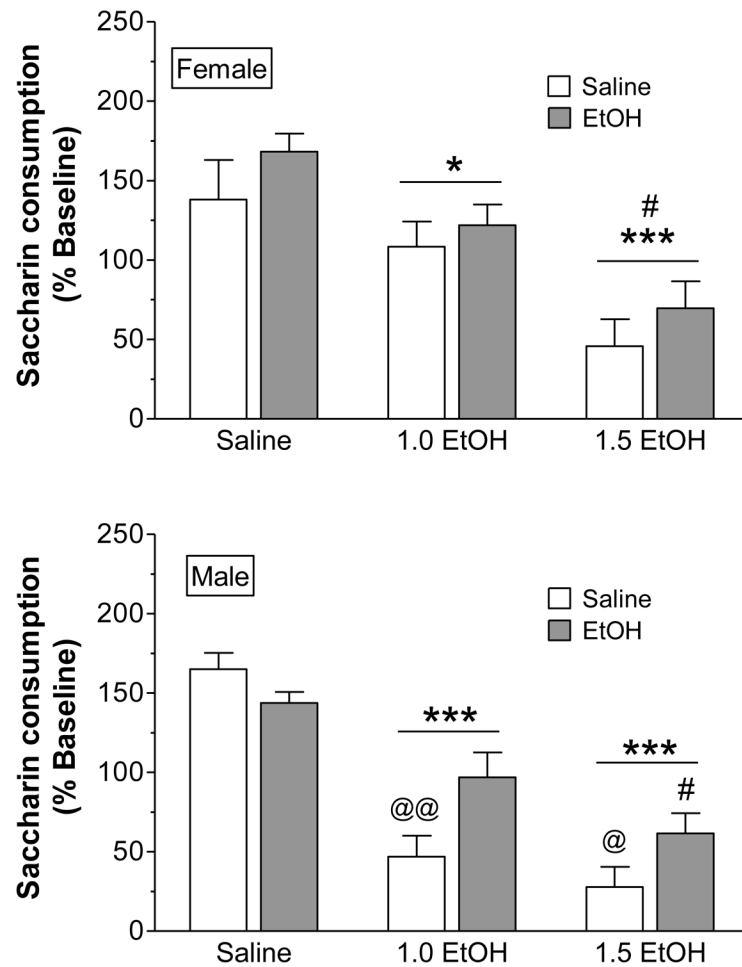 Saccharin consumption
(% Baseline)
250
200
150
100
50
0
Female
Saline
EtOH
*
#
***
Saline 1.0 EtOH 1.5 EtOH
Saccharin consumption
(% Baseline)
250
200
150
100
50
0
Male
Saline
EtOH
***
@@
***
#
@
Saline 1.0 EtOH 1.5 EtOH